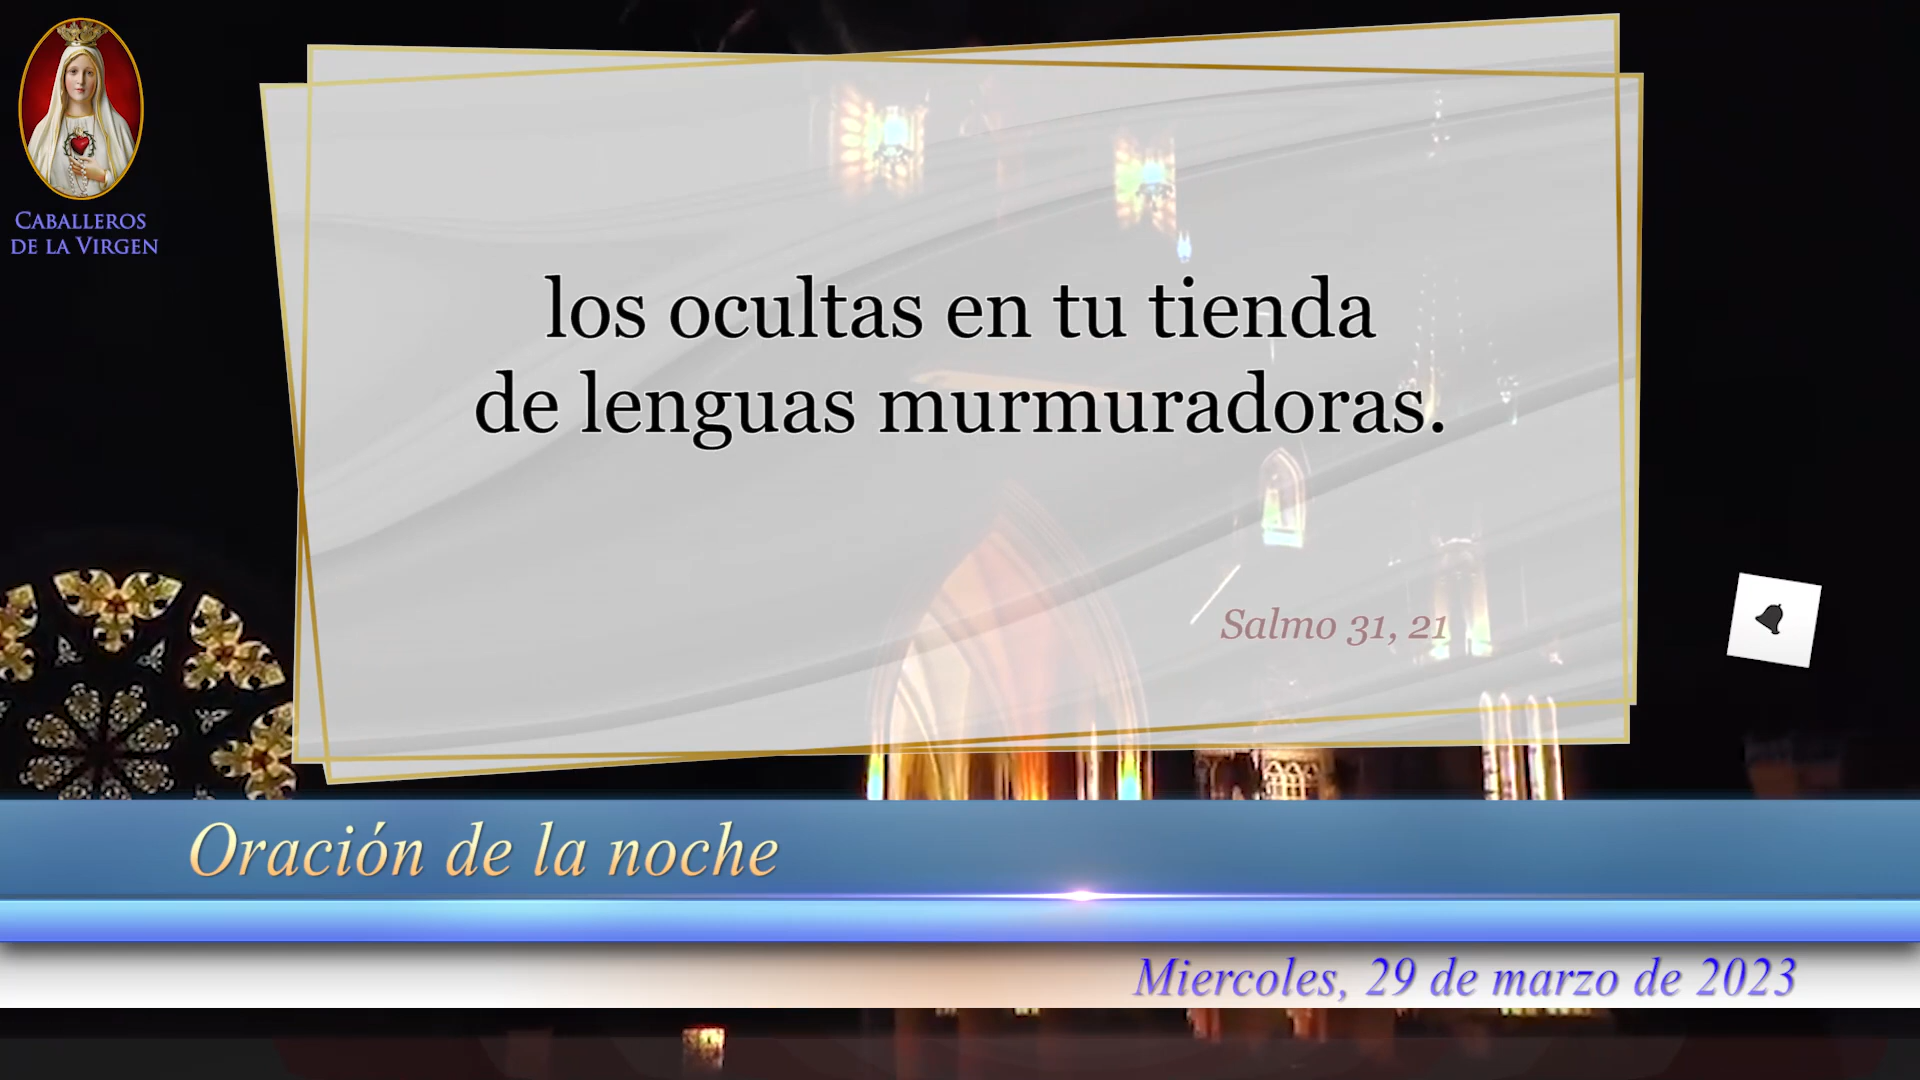 CABALLEROS
DE LA VIRGEN
los ocultas en tu tienda
de lenguas murmuradoras.
Salmo 31, 21
Oración de la noche
Miercoles, 29 de marzo de 2023